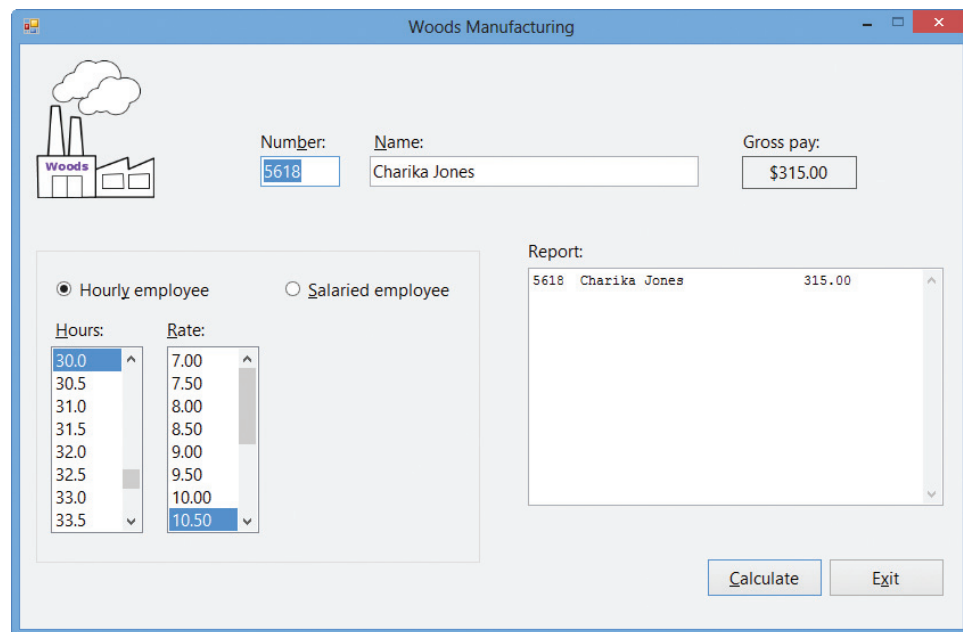 Woods Manufacturing
Woods
Number: Name: Gross pay:
5618 Charika Jones $315.00
Hourly employee Salaried employee
Hours: Rate:
30.0 7.00
30.5 7.50
31.0 8.00
31.5 8.50
32.0 9.00
32.5 9.50
33.0 10.00
33.5 10.50
Report:
5618 Charika Jones 315.00
Calculate Exit